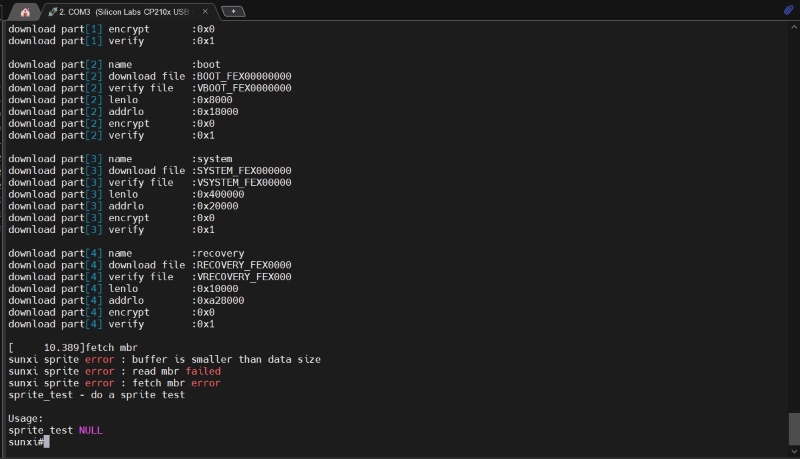 2. COM3 (Silicon Labs CP210x USB
download part[1] encrypt :0x0
download part[1] verify :0x1
download part[2] name :boot
download part[2] download file :BOOT_FEX00000000
download part[2] verify file :VBOOT_FEX0000000
download part[2] lenlo :0x8000
download part[2] addrlo :0x18000
download part[2] encrypt :0x0
download part[2] verify :0x1
download part[3] name :system
download part[3] download file :SYSTEM_FEX000000
download part[3] verify file :VSYSTEM_FEX00000
download part[3] lenlo :0x400000
download part[3] addrlo :0x20000
download part[3] encrypt :0x0
download part[3] verify :0x1
download part[4] name :recovery
download part[4] download file :RECOVERY_FEX0000
download part[4] verify file :VRECOVERY_FEX000
download part[4] lenlo :0x10000
download part[4] addrlo :0xa28000
download part[4] encrypt :0x0
download part[4] verify :0x1
[ 10.389]fetch mbr
sunxi sprite error : buffer is smaller than data size
sunxi sprite error : read mbr failed
sunxi sprite error : fetch mbr error
sprite_test - do a sprite test
Usage:
sprite_test NULL
sunxi#